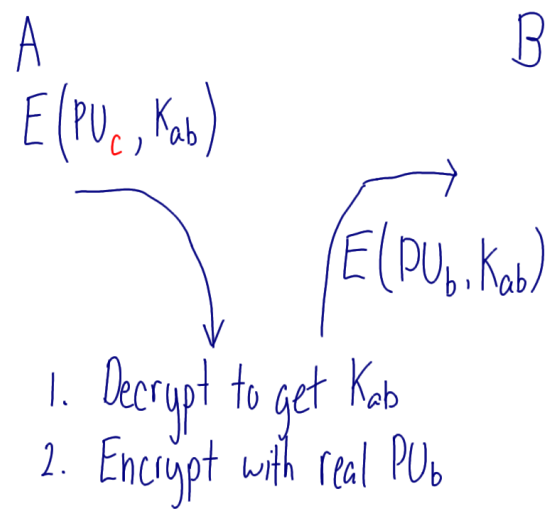 A
B
E(PUc, Kab)
E(PUb, Kab)
1. Decrypt to get Kab
2. Encrypt with real PUb